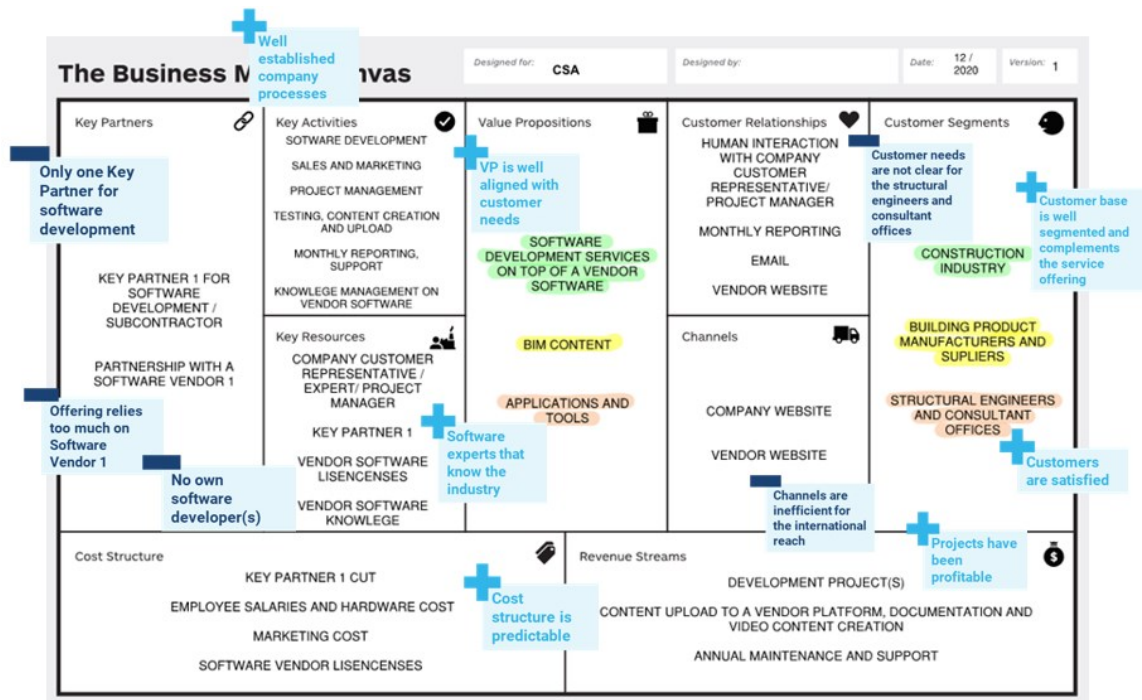 Well
established
company
processes
The Business M nvas
Designed for:
CSA
Designed by:
Date:
12 /
2020
Version:
1
Key Partners
Only one Key
Partner for
software
development
KEY PARTNER 1 FOR
SOFTWARE
DEVELOPMENT /
SUBCONTRACTOR
PARTNERSHIP WITH A
SOFTWARE VENDOR 1
Offering relies
too much on
Software
Vendor 1
No own
software
developer(s)
Key Activities
SOTWARE DEVELOPMENT
SALES AND MARKETING
PROJECT MANAGEMENT
TESTING, CONTENT CREATION
AND UPLOAD
MONTHLY REPORTING,
SUPPORT
KNOWLEGE MANAGEMENT ON
VENDOR SOFTWARE
Key Resources
COMPANY CUSTOMER
REPRESENTATIVE /
EXPERT/ PROJECT
MANAGER
KEY PARTNER 1
VENDOR SOFTWARE
LISENCENSES
VENDOR SOFTWARE
KNOWLEGE
Software
experts that
know the
industry
Value Propositions
VP is well
aligned with
customer
needs
SOFTWARE
DEVELOPMENT SERVICES
ON TOP OF A VENDOR
SOFTWARE
BIM CONTENT
APPLICATIONS AND
TOOLS
Customer Relationships
HUMAN INTERACTION
WITH COMPANY
CUSTOMER
REPRESENTATIVE/
PROJECT MANAGER
MONTHLY REPORTING
EMAIL
VENDOR WEBSITE
Channels
COMPANY WEBSITE
VENDOR WEBSITE
Channels are
inefficient for
the international
reach
Customer Segments
Customer needs
are not clear for
the structural
engineers and
consultant
offices
Customer base
is well
segmented and
complements
the service
offering
CONSTRUCTION
INDUSTRY
BUILDING PRODUCT
MANUFACTURERS AND
SUPLIERS
STRUCTURAL ENGINEERS
AND CONSULTANT
OFFICES
Customers
are satisfied
Cost Structure
KEY PARTNER 1 CUT
EMPLOYEE SALARIES AND HARDWARE COST
MARKETING COST
SOFTWARE VENDOR LISENCENSES
Cost
structure is
predictable
Revenue Streams
Projects have
been
profitable
DEVELOPMENT PROJECT(S)
CONTENT UPLOAD TO A VENDOR PLATFORM, DOCUMENTATION AND
VIDEO CONTENT CREATION
ANNUAL MAINTENANCE AND SUPPORT